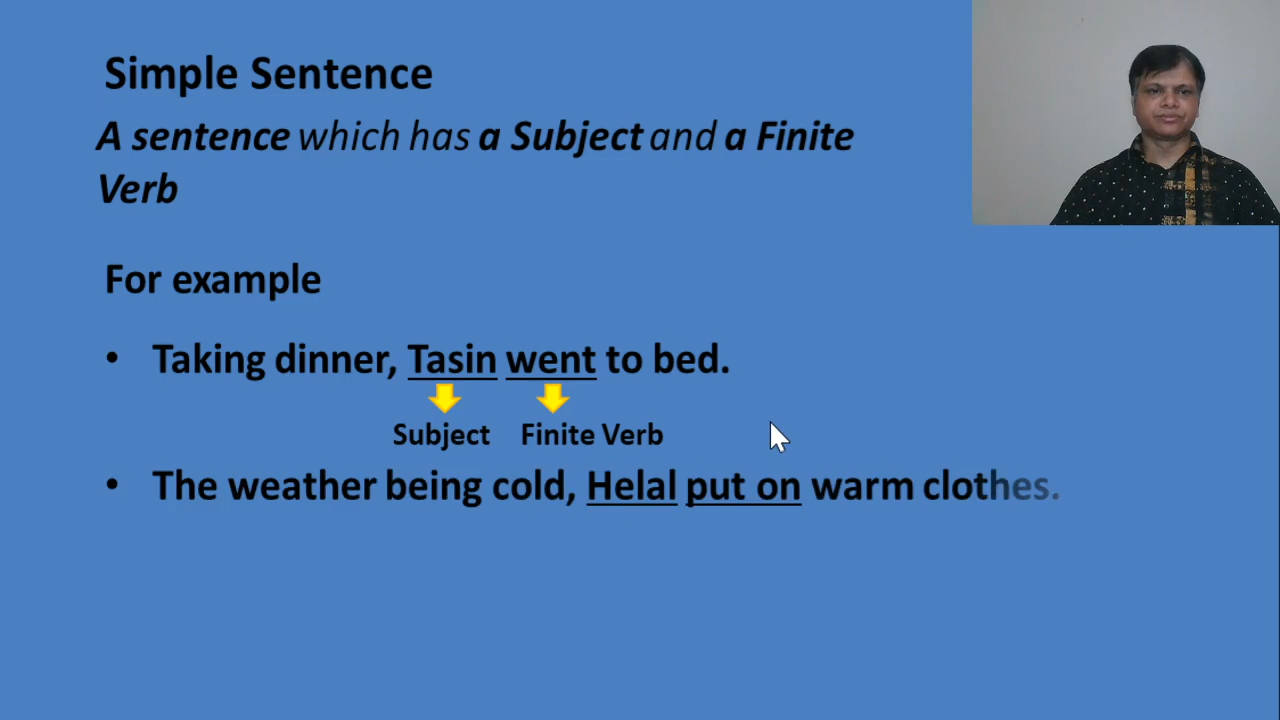 Simple Sentence
A sentence which has a Subject and a Finite
Verb
For example
• Taking dinner, Tasin went to bed.
Subject Finite Verb
• The weather being cold, Helal put on warm clothes.